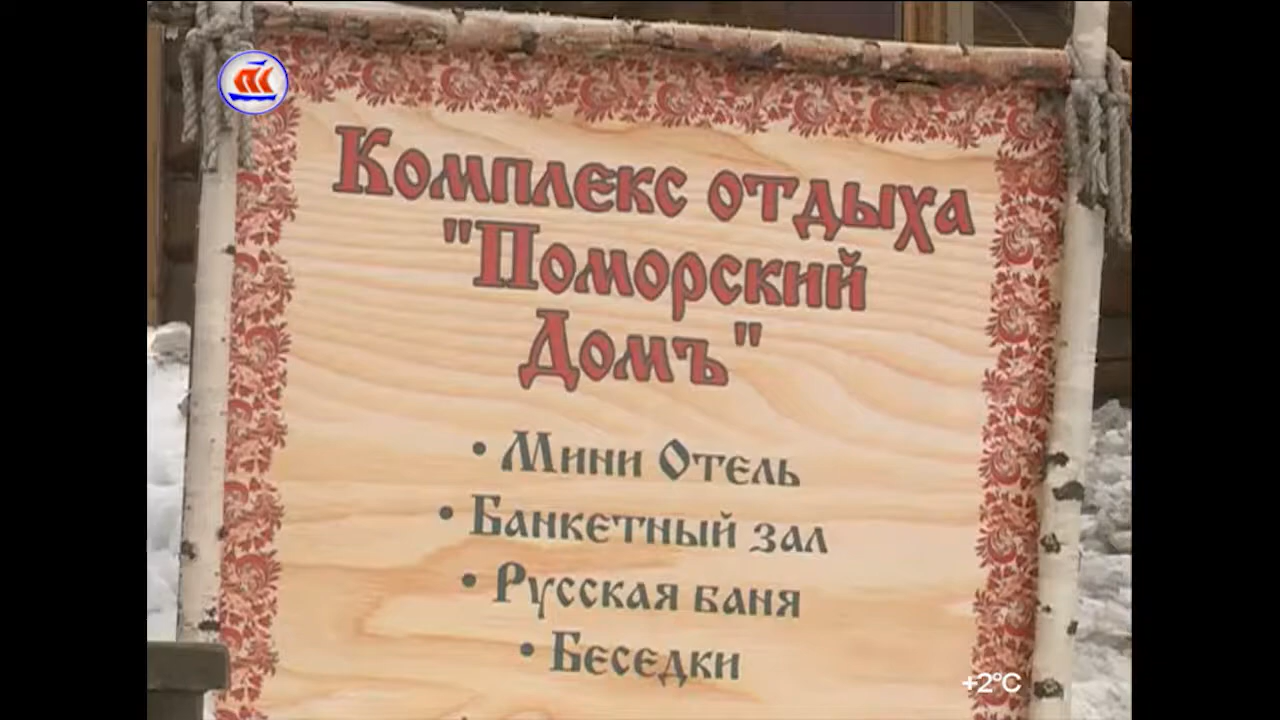 Комплекс отдыха
"Поморский
Домъ"
• Мини Отель
• Банкетный зал
• Русская баня
• Беседки
+2°C